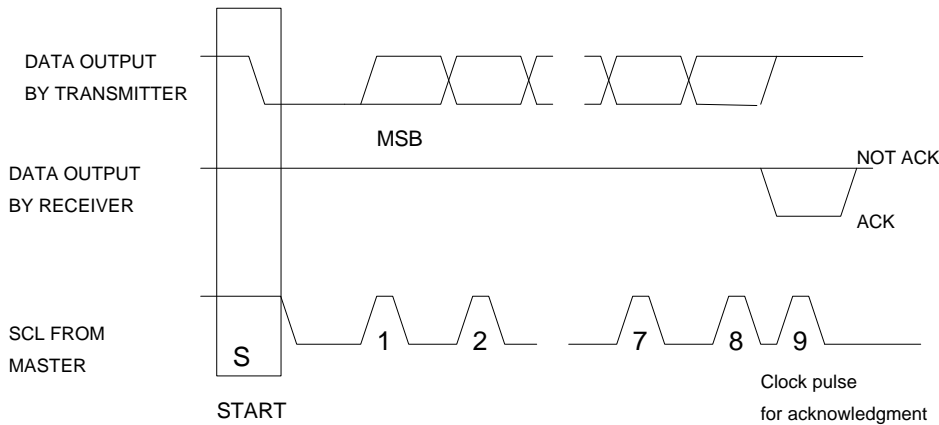 DATA OUTPUT
BY TRANSMITTER
MSB
DATA OUTPUT
BY RECEIVER
NOT ACK
ACK
SCL FROM
MASTER
S
1
2
7
8
9
START
Clock pulse
for acknowledgment